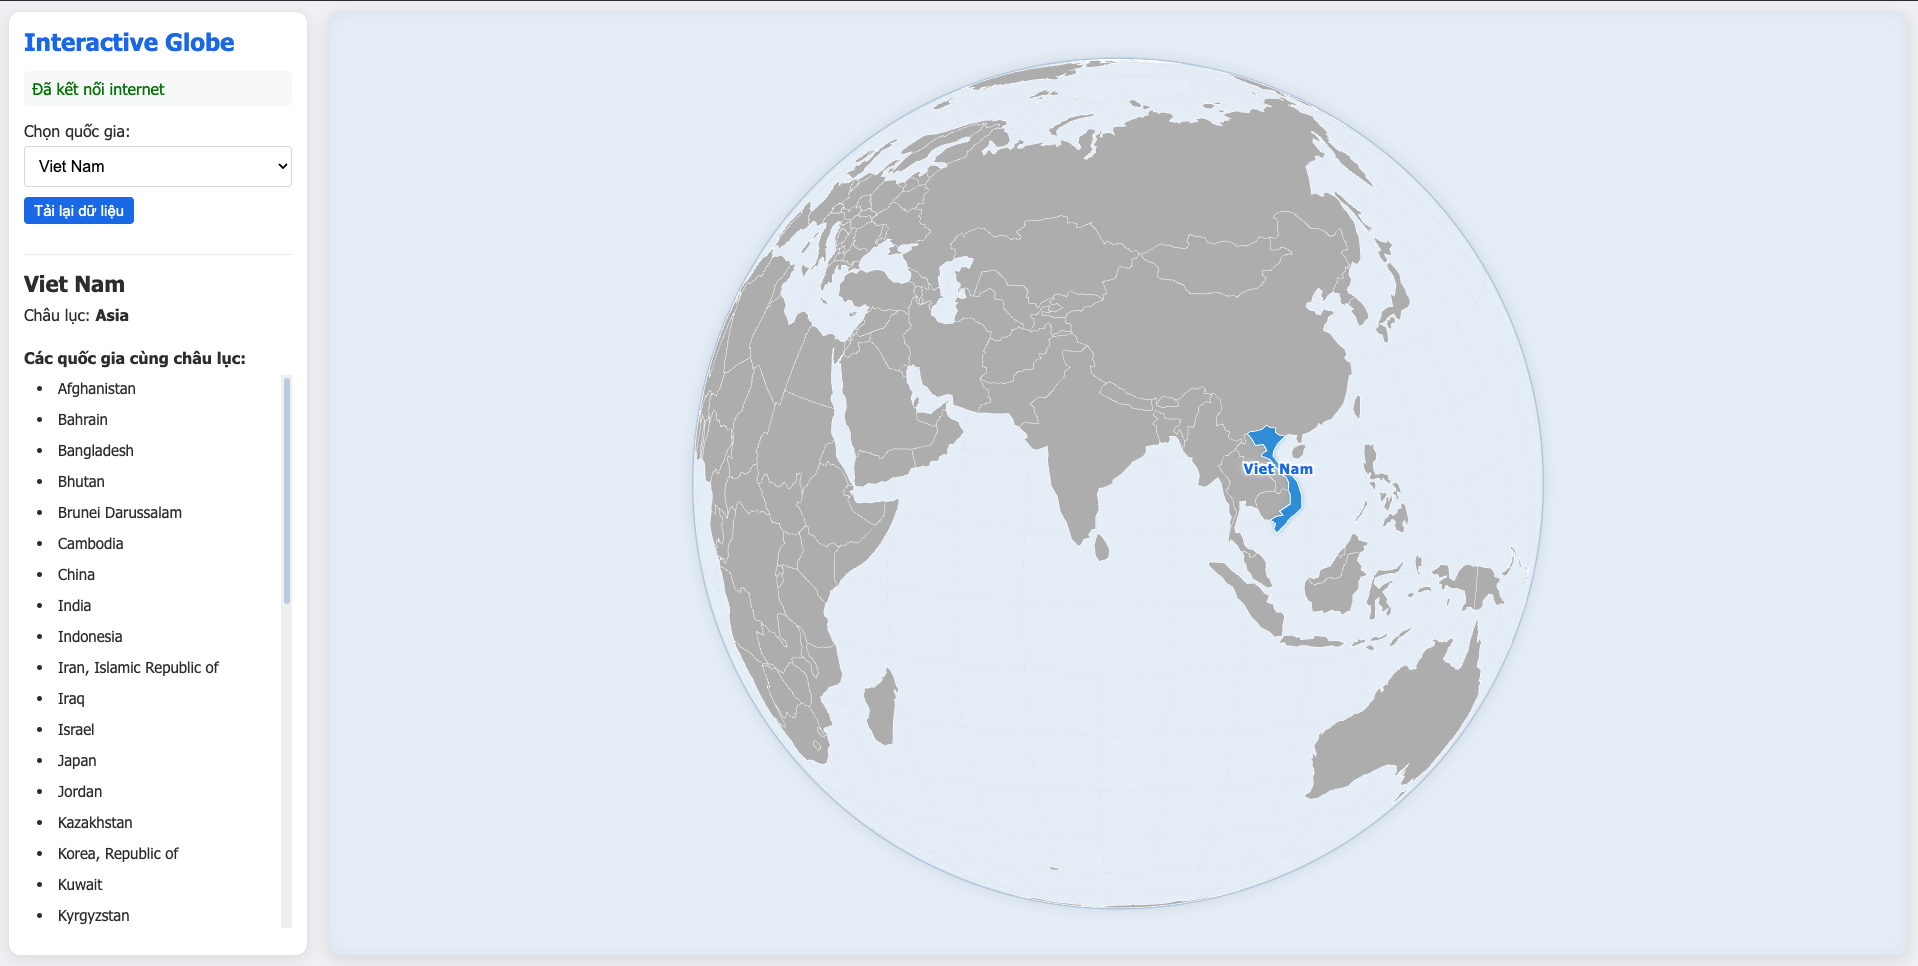 Interactive Globe
Đã kết nối internet
Chọn quốc gia:
Viet Nam
Tải lại dữ liệu
Viet Nam
Châu lục: Asia
Các quốc gia cùng châu lục:
Afghanistan
Bahrain
Bangladesh
Bhutan
Brunei Darussalam
Cambodia
China
India
Indonesia
Iran, Islamic Republic of
Iraq
Israel
Japan
Jordan
Kazakhstan
Korea, Republic of
Kuwait
Kyrgyzstan
Viet Nam